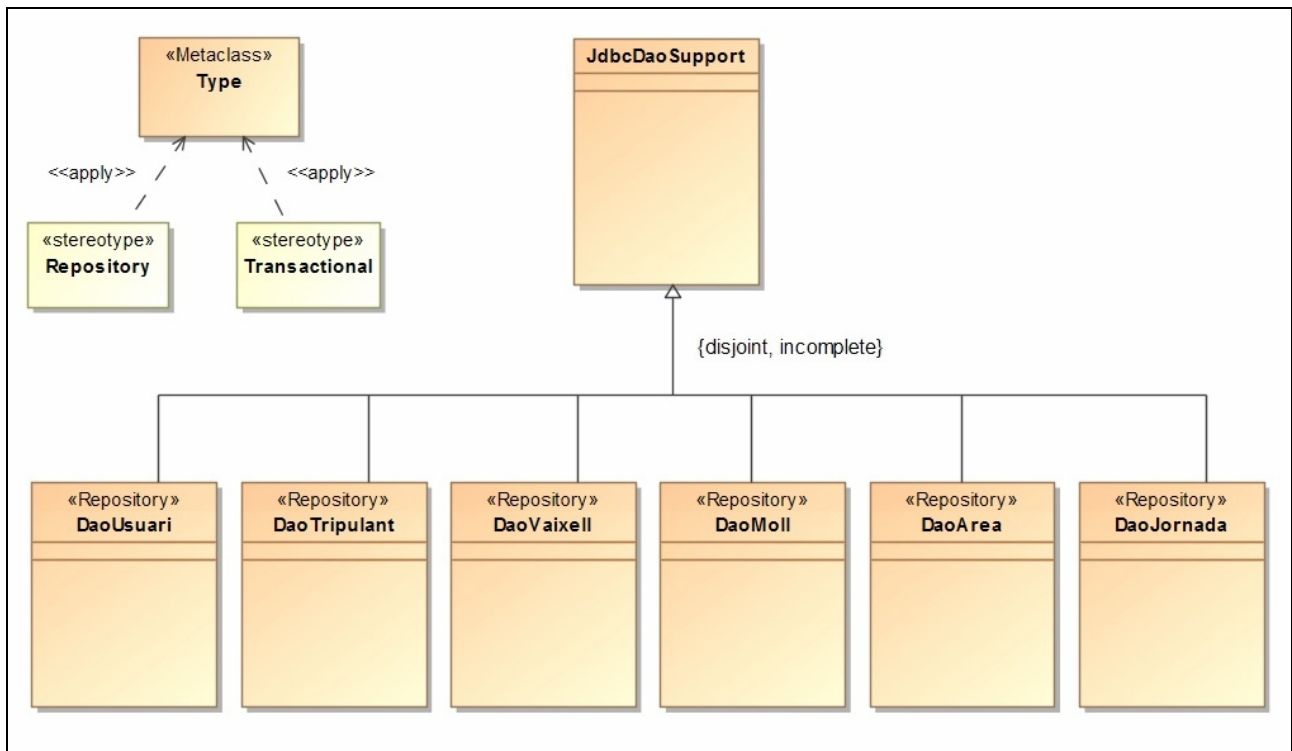 «Metaclass»
Type
JdbcDaoSupport
<<apply>>
<<apply>>
«stereotype»
Repository
«stereotype»
Transactional
{disjoint, incomplete}
«Repository»
DaoUsuari
«Repository»
DaoTripulant
«Repository»
DaoVaixell
«Repository»
DaoMoll
«Repository»
DaoArea
«Repository»
DaoJornada